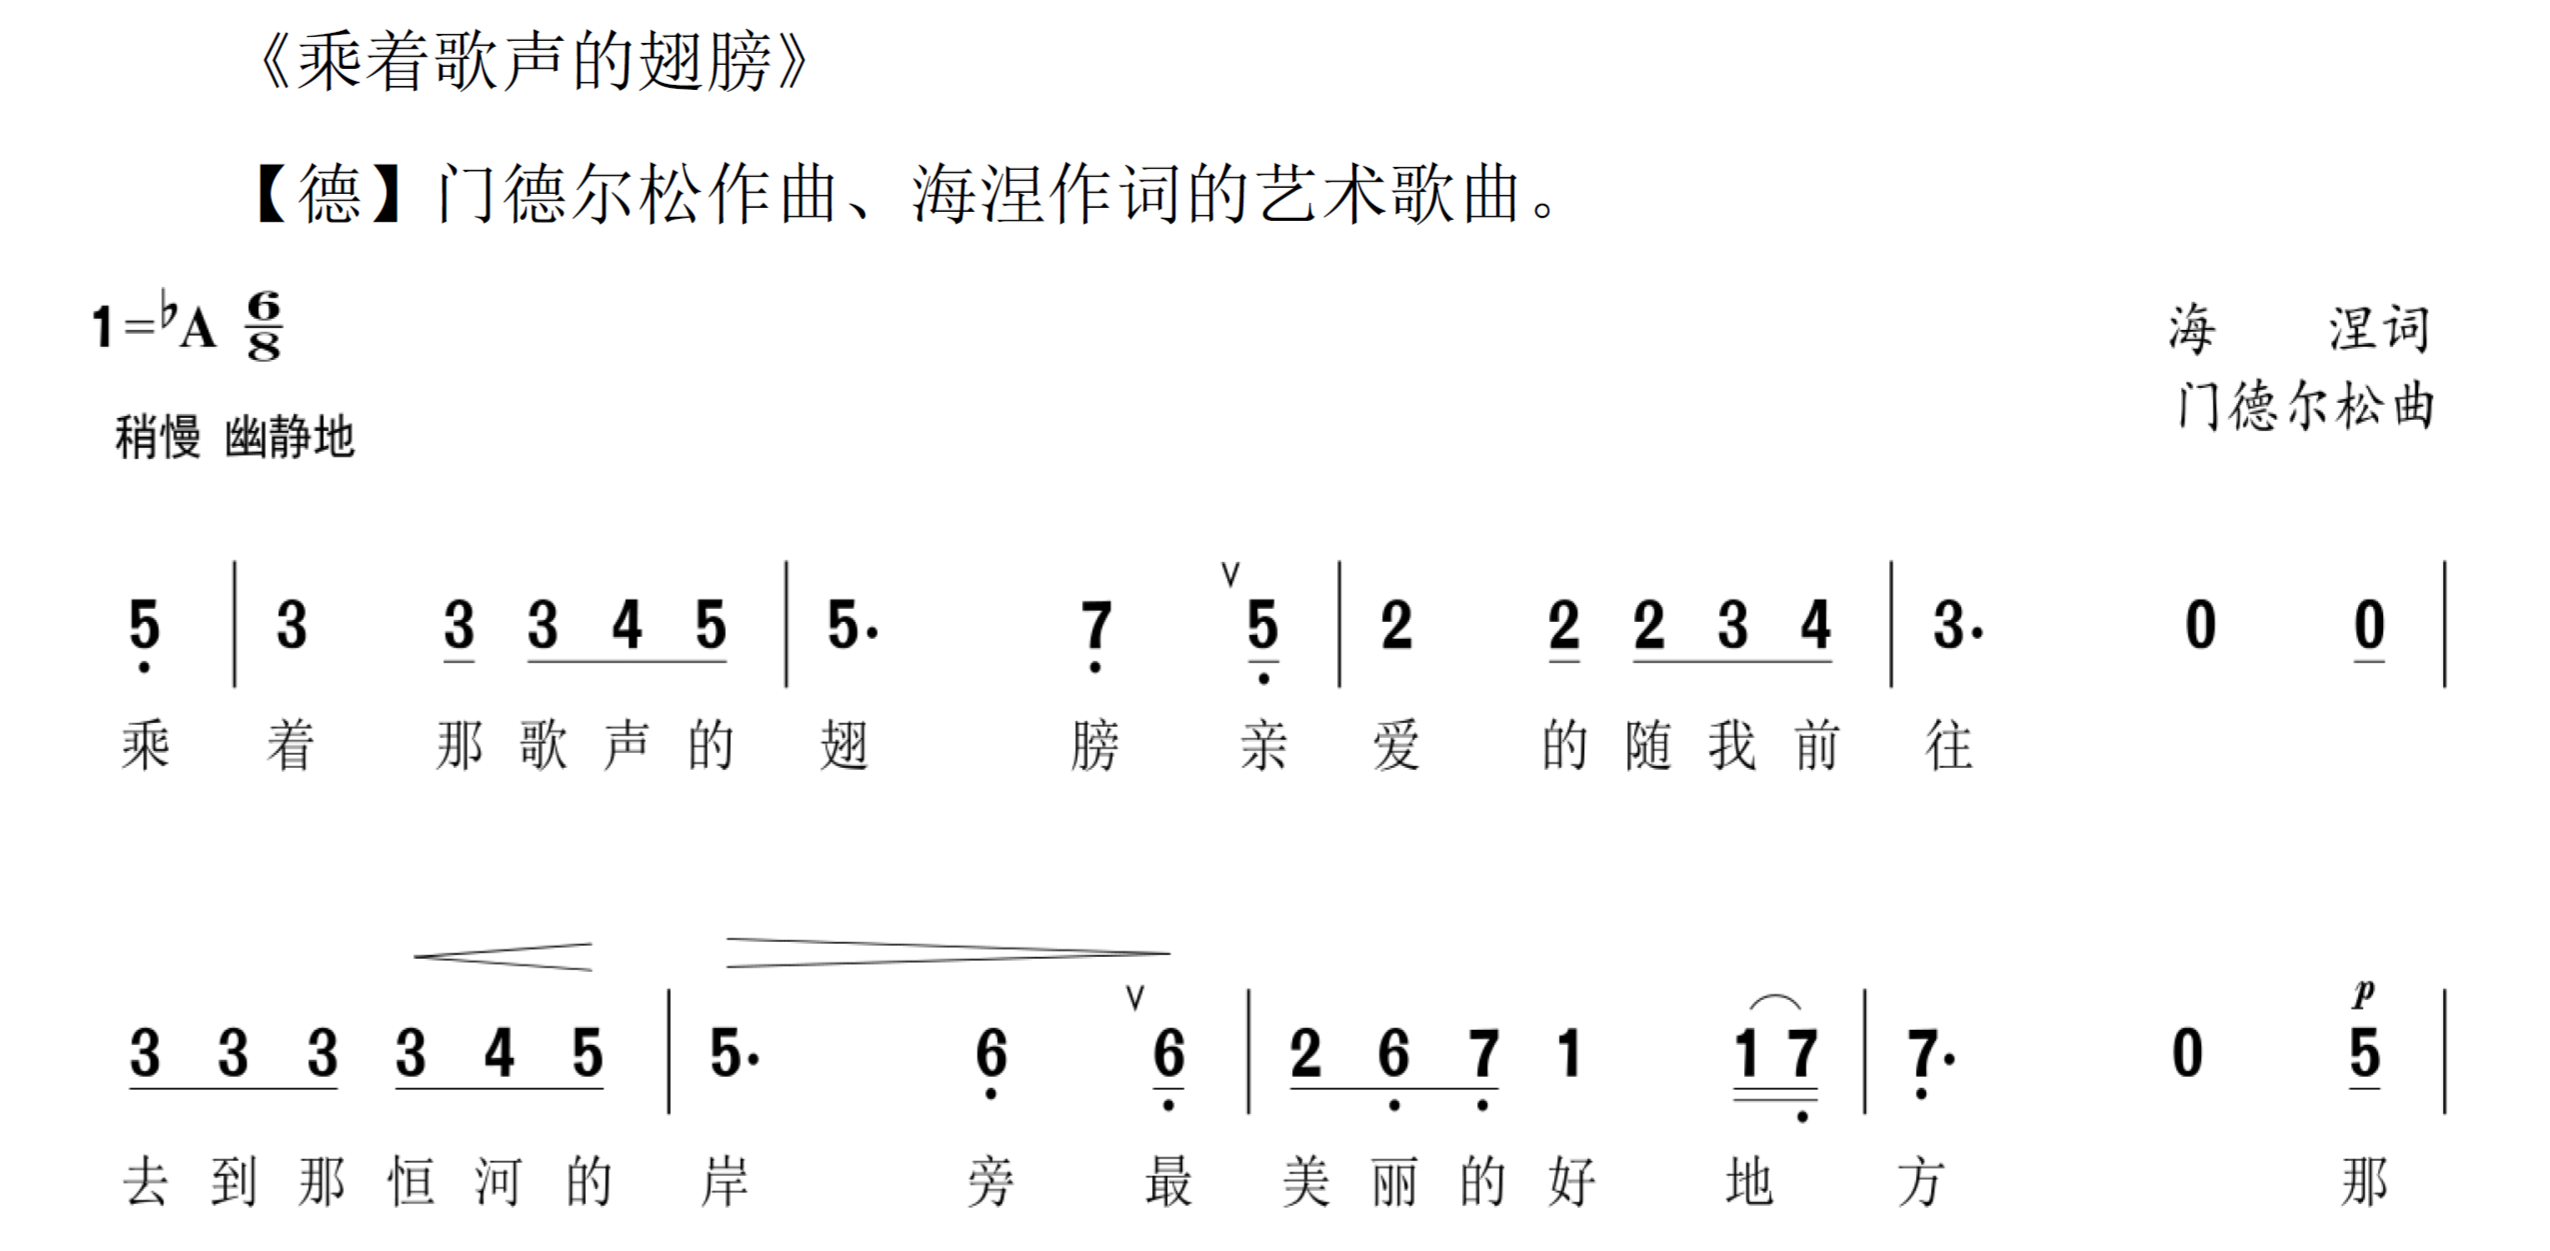 《乘着歌声的翅膀》
【德】门德尔松作曲、海涅作词的艺术歌曲。
1=♭A 6/8
海 涅词
门德尔松曲
稍慢 幽静地
5̣ | 3 3 3 4 5 | 5· 7̣ ∨ 5̣ | 2 2 2 3 4 | 3· 0 0 |
乘 着 那 歌 声 的 翅 膀 亲 爱 的 随 我 前 往
3 3 3 3 4 5 | 5· 6̣ ∨ 6̣ | 2 6̣ 7̣ 1 1 7̣ | 7̣· 0 p 5 |
去 到 那 恒 河 的 岸 旁 最 美 丽 的 好 地 方 那